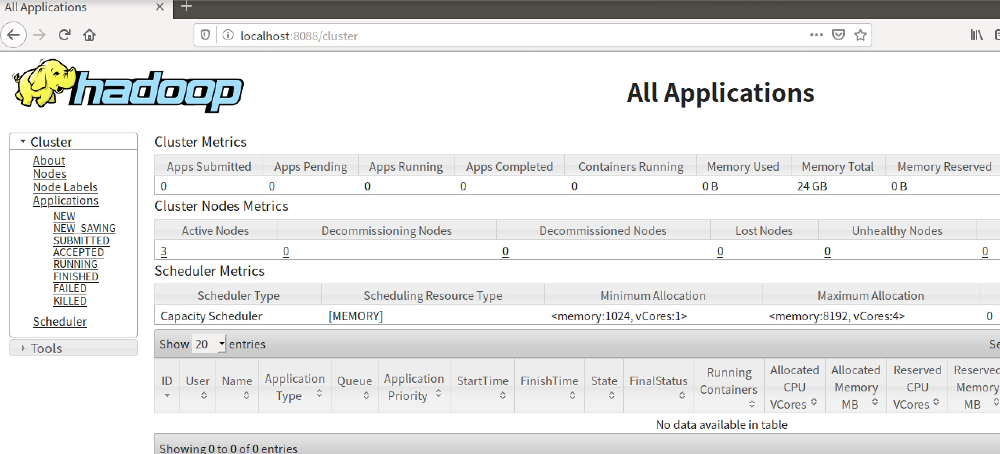 All Applications
localhost:8088/cluster
hadoop
All Applications
Cluster
About
Nodes
Node Labels
Applications
NEW
NEW_SAVING
SUBMITTED
ACCEPTED
RUNNING
FINISHED
FAILED
KILLED
Scheduler
Tools
Cluster Metrics
Apps Submitted Apps Pending Apps Running Apps Completed Containers Running Memory Used Memory Total Memory Reserved
0 0 0 0 0 0 B 24 GB 0 B
Cluster Nodes Metrics
Active Nodes Decommissioning Nodes Decommissioned Nodes Lost Nodes Unhealthy Nodes
3 0 0 0 0 0
Scheduler Metrics
Scheduler Type Scheduling Resource Type Minimum Allocation Maximum Allocation
Capacity Scheduler [MEMORY] <memory:1024, vCores:1> <memory:8192, vCores:4> 0
Show 20 entries
ID User Name Application Type Queue Application Priority StartTime FinishTime State FinalStatus Running Containers Allocated CPU VCores Allocated Memory MB Reserved CPU VCores Reserved Memory MB
No data available in table
Showing 0 to 0 of 0 entries